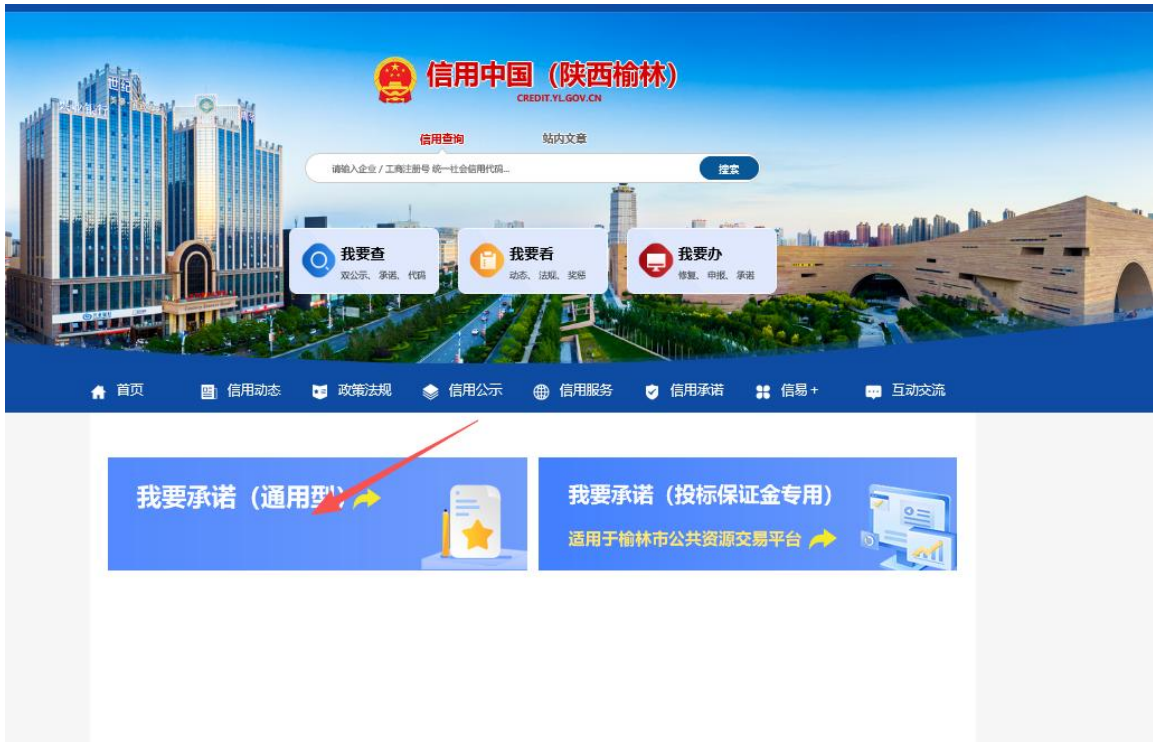 信用中国（陕西榆林）
CREDIT.YL.GOV.CN
信用查询 站内文章
请输入企业 / 工商注册号 统一社会信用代码...
搜索
我要查
双公示、承诺、代码
我要看
动态、法规、奖惩
我要办
修复、申报、承诺
首页 信用动态 政策法规 信用公示 信用服务 信用承诺 信易+ 互动交流
我要承诺（通用型）
我要承诺（投标保证金专用）
适用于榆林市公共资源交易平台